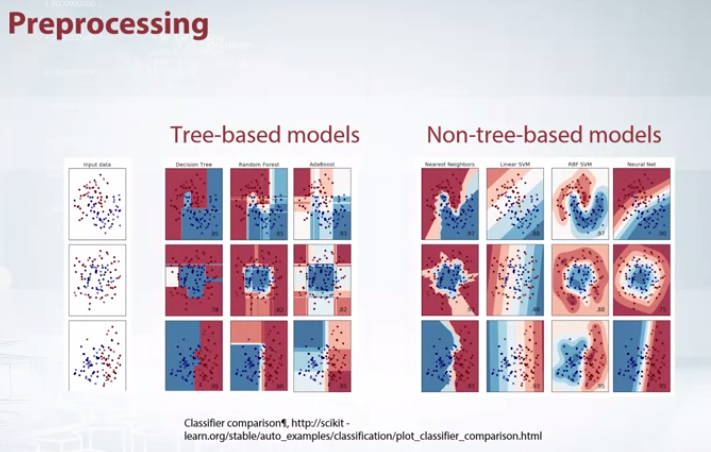 Preprocessing
Tree-based models
Non-tree-based models
Input data
Decision Tree
Random Forest
AdaBoost
Nearest Neighbors
Linear SVM
RBF SVM
Neural Net
Classifier comparison¶, http://scikit -
learn.org/stable/auto_examples/classification/plot_classifier_comparison.html